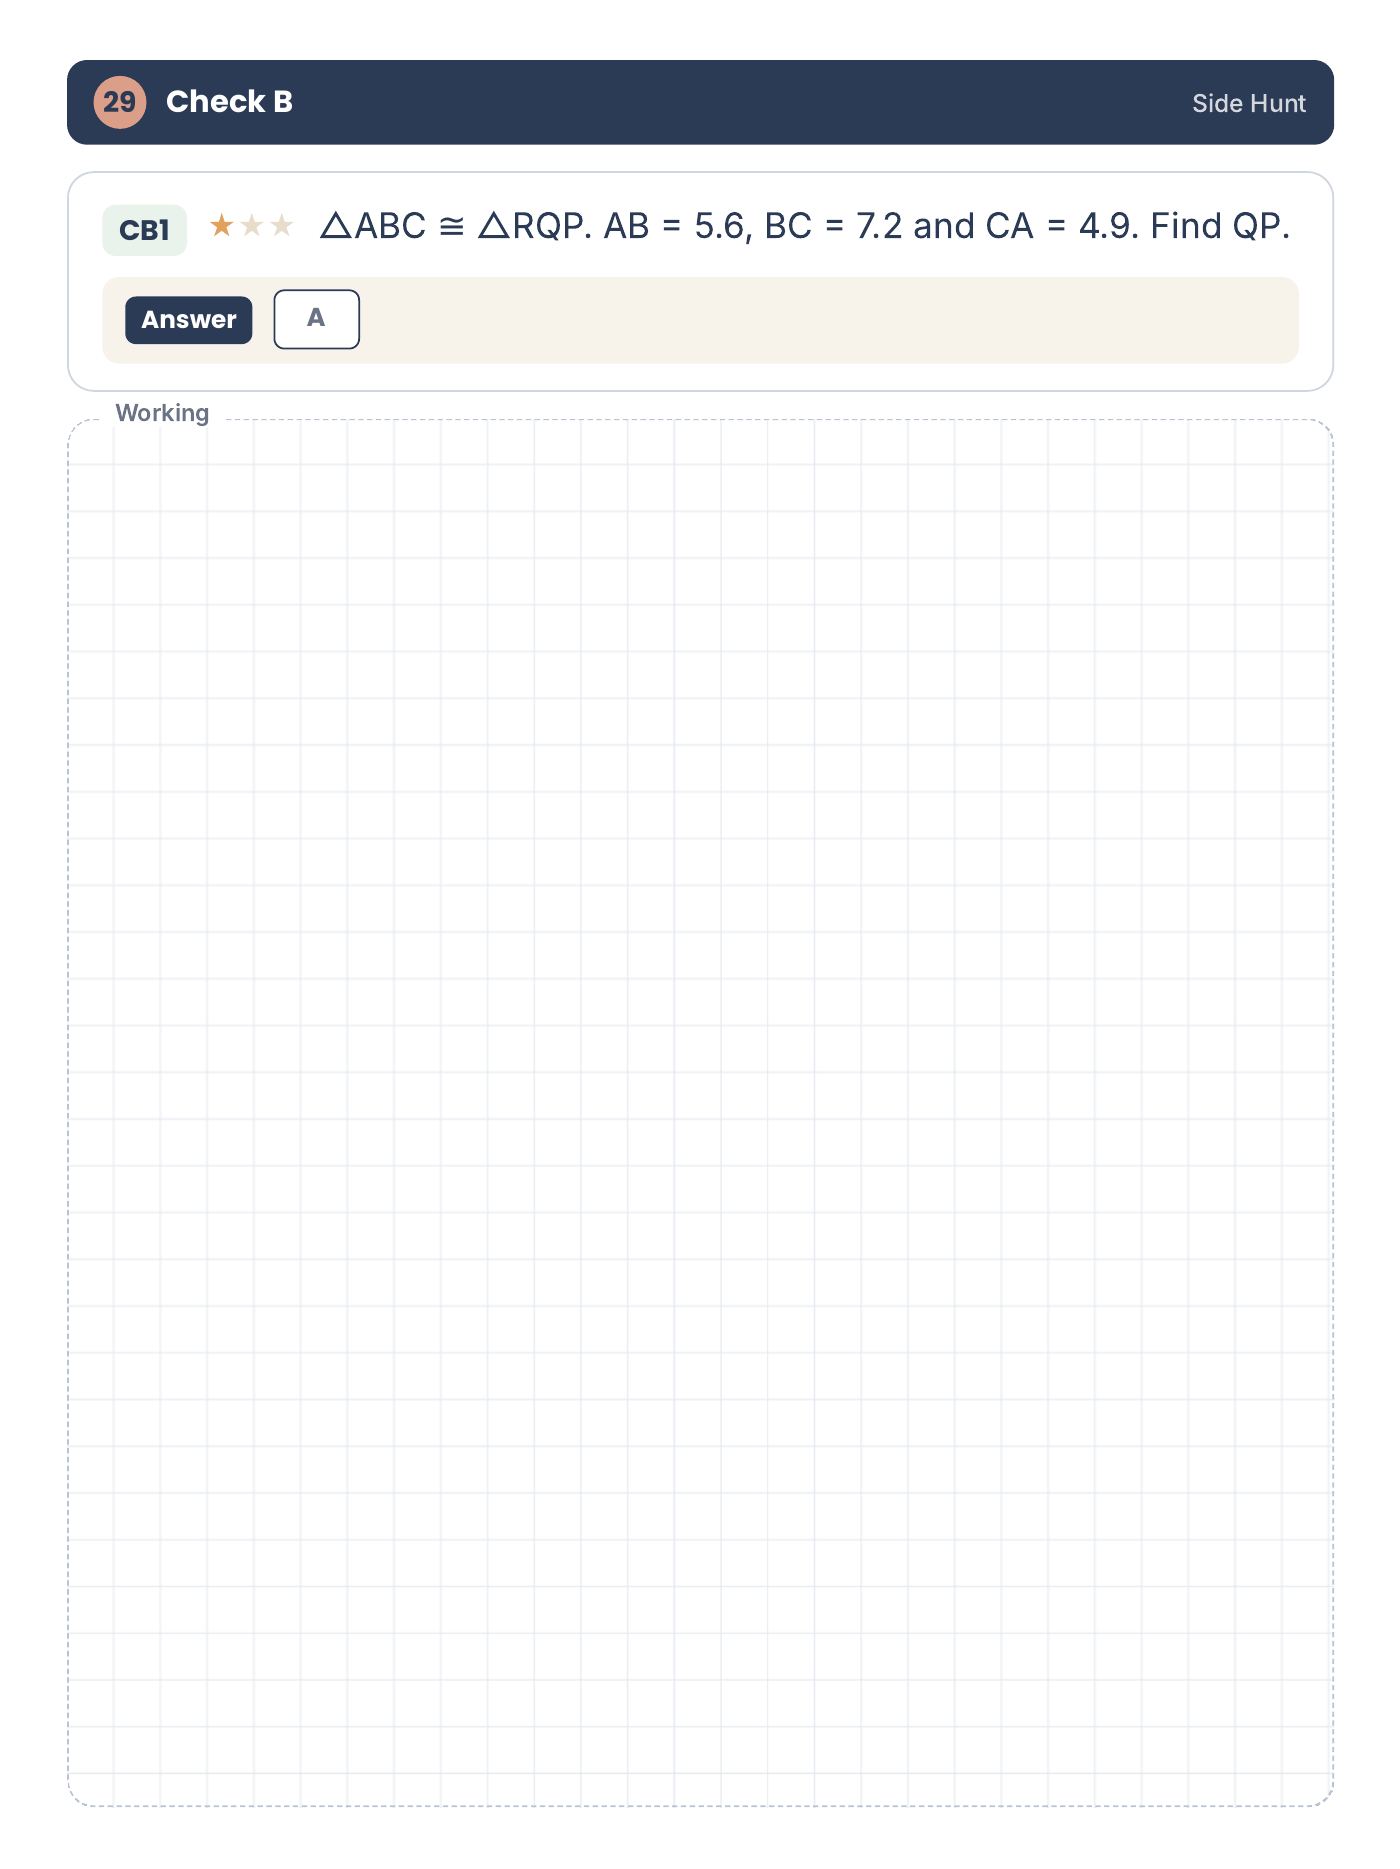 29 Check B Side Hunt
CB1 ★★★ △ABC ≅ △RQP. AB = 5.6, BC = 7.2 and CA = 4.9. Find QP.
Answer A
Working